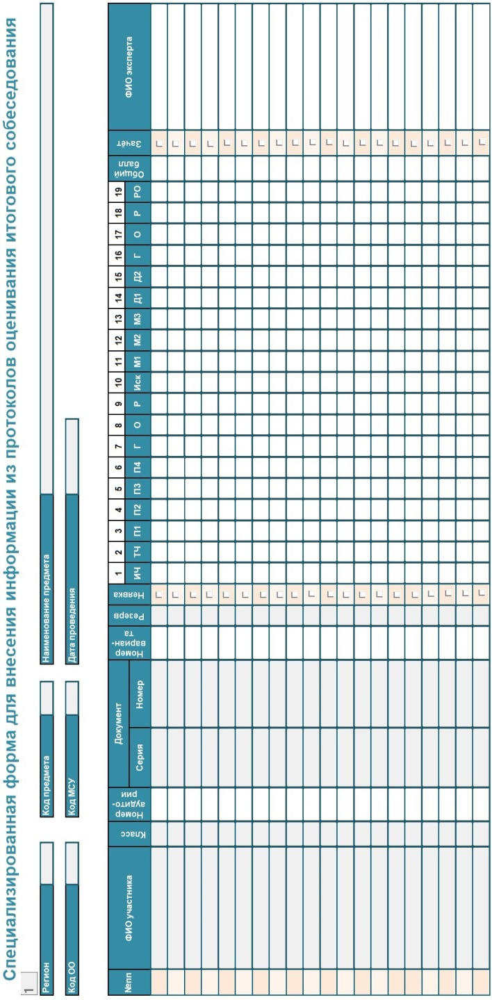 Специализированная форма для внесения информации из протоколов оценивания итогового собеседования
1
Регион
Код предмета
Наименование предмета
Код ОО
Код МСУ
Дата проведения
№пп
ФИО участника
Класс
Номер
аудито-
рии
Документ
Серия
Номер
Номер
вариан-
та
Резерв
Неявка
1 2 3 4 5 6 7 8 9 10 11 12 13 14 15 16 17 18 19
ИЧ ТЧ П1 П2 П3 П4 Г О Р Иск М1 М2 М3 Д1 Д2 Г О Р РО
Общий
балл
Зачёт
ФИО эксперта